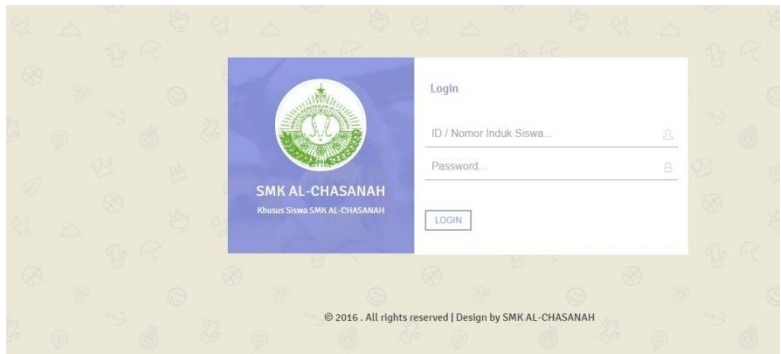 Login
ID / Nomor Induk Siswa...
Password...
SMK AL-CHASANAH
Khusus Siswa SMK AL-CHASANAH
LOGIN
© 2016 . All rights reserved | Design by SMK AL-CHASANAH